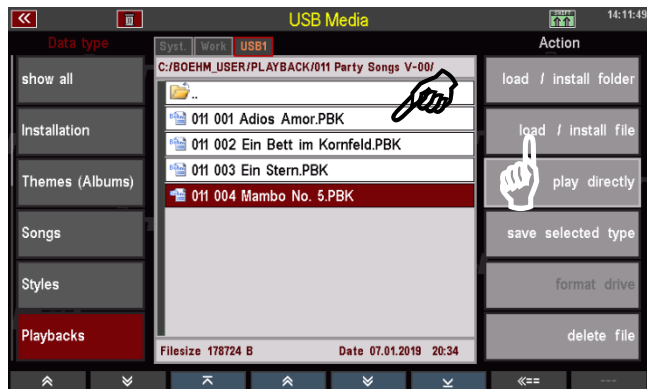 USB Media
14:11:49
Data type
Syst.
Work
USB1
Action
C:/BOEHM_USER/PLAYBACK/011 Party Songs V-00/
show all
..
load / install folder
011 001 Adios Amor.PBK
Installation
011 002 Ein Bett im Kornfeld.PBK
load / install file
011 003 Ein Stern.PBK
Themes (Albums)
011 004 Mambo No. 5.PBK
play directly
Songs
save selected type
Styles
format drive
Playbacks
delete file
Filesize 178724 B
Date 07.01.2019 20:34
«==
---